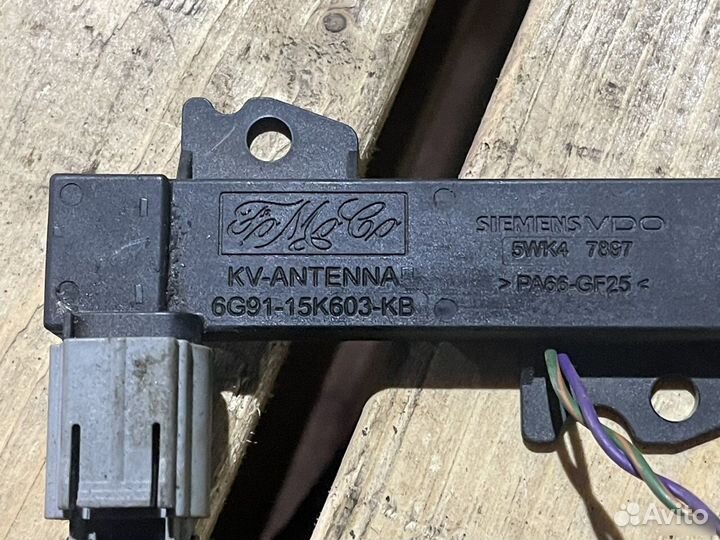 FoMoCo
KV-ANTENNA
6G91-15K603-KB
SIEMENS VDO
5WK4 7897
>PA66-GF25<
Avito